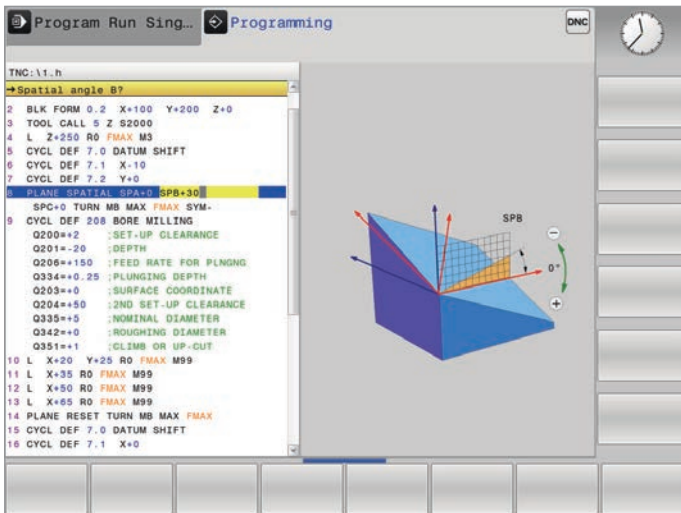 Program Run Sing… Programming
DNC
TNC:\1.h
→Spatial angle B?
2 BLK FORM 0.2 X+100 Y+200 Z+0
3 TOOL CALL 5 Z S2000
4 L Z+250 R0 FMAX M3
5 CYCL DEF 7.0 DATUM SHIFT
6 CYCL DEF 7.1 X-10
7 CYCL DEF 7.2 Y+0
8 PLANE SPATIAL SPA+0 SPB+30
SPC+0 TURN MB MAX FMAX SYM-
9 CYCL DEF 208 BORE MILLING
Q200=+2 ;SET-UP CLEARANCE
Q201=-20 ;DEPTH
Q206=+150 ;FEED RATE FOR PLNGNG
Q334=+0.25 ;PLUNGING DEPTH
Q203=+0 ;SURFACE COORDINATE
Q204=+50 ;2ND SET-UP CLEARANCE
Q335=+5 ;NOMINAL DIAMETER
Q342=+0 ;ROUGHING DIAMETER
Q351=+1 ;CLIMB OR UP-CUT
10 L X+20 Y+25 R0 FMAX M99
11 L X+35 R0 FMAX M99
12 L X+50 R0 FMAX M99
13 L X+65 R0 FMAX M99
14 PLANE RESET TURN MB MAX FMAX
15 CYCL DEF 7.0 DATUM SHIFT
16 CYCL DEF 7.1 X+0
SPB
−
0°
+